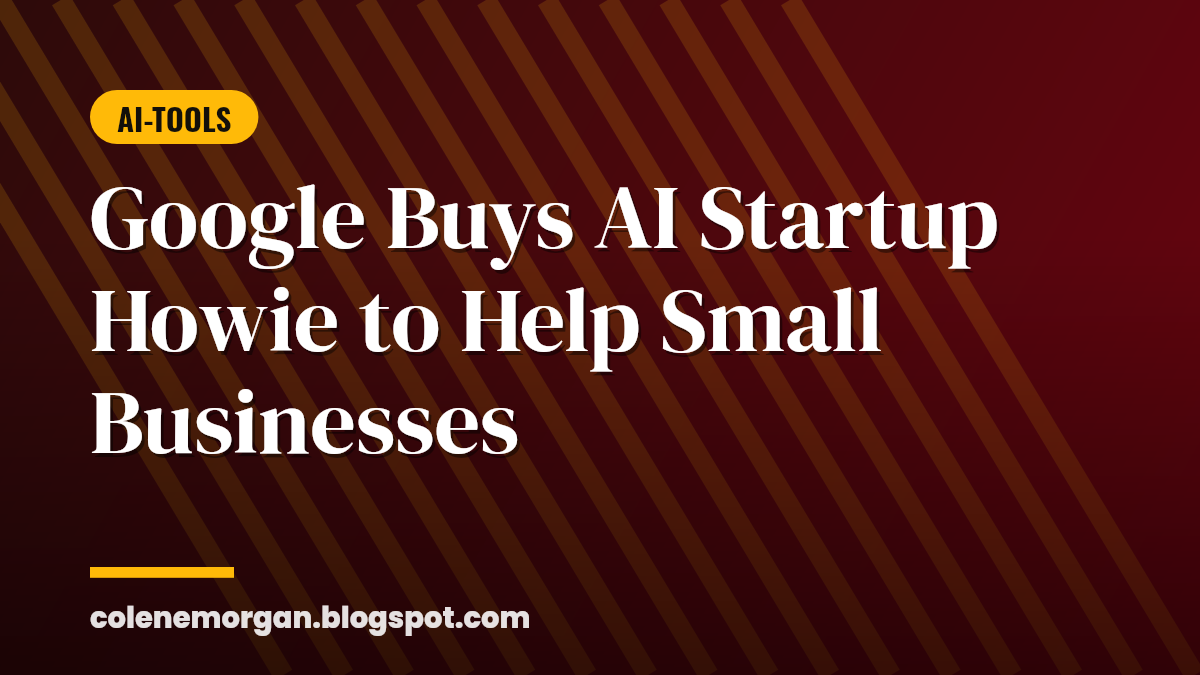 AI-TOOLS
Google Buys AI Startup
Howie to Help Small
Businesses
colenemorgan.blogspot.com